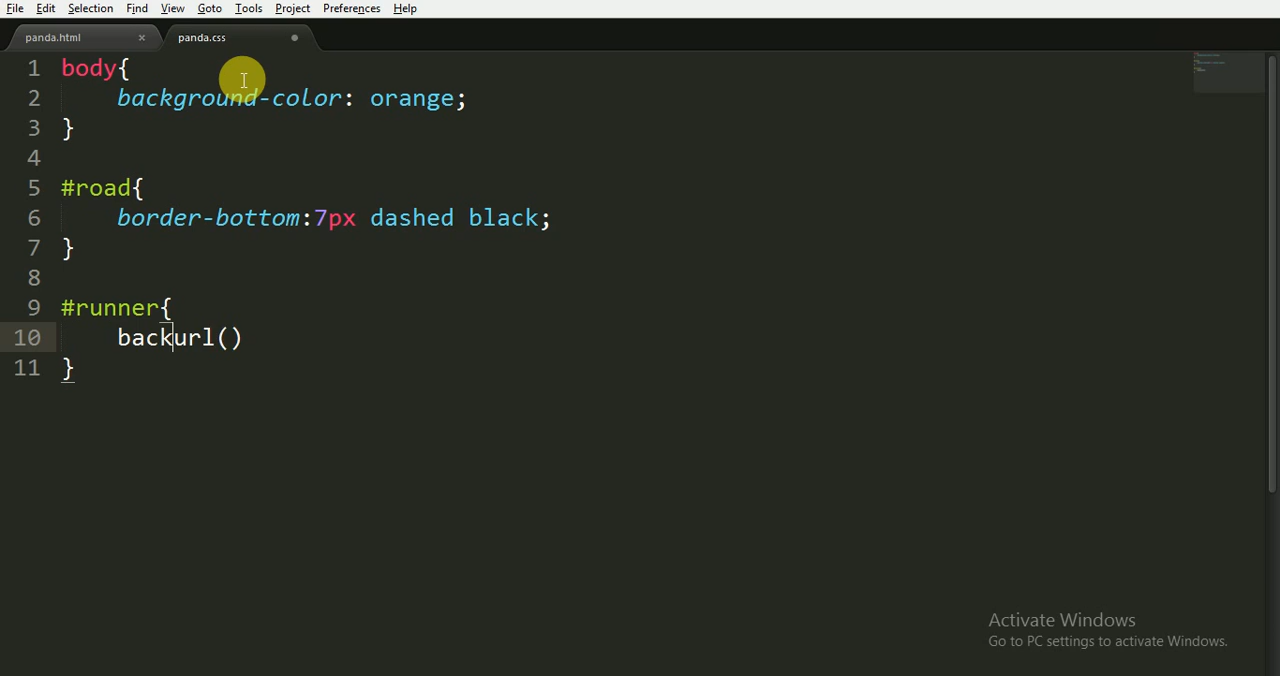 File Edit Selection Find View Goto Tools Project Preferences Help
panda.html × panda.css
1 body{
2 background-color: orange;
3 }
4
5 #road{
6 border-bottom:7px dashed black;
7 }
8
9 #runner{
10 backurl()
11 }
Activate Windows
Go to PC settings to activate Windows.